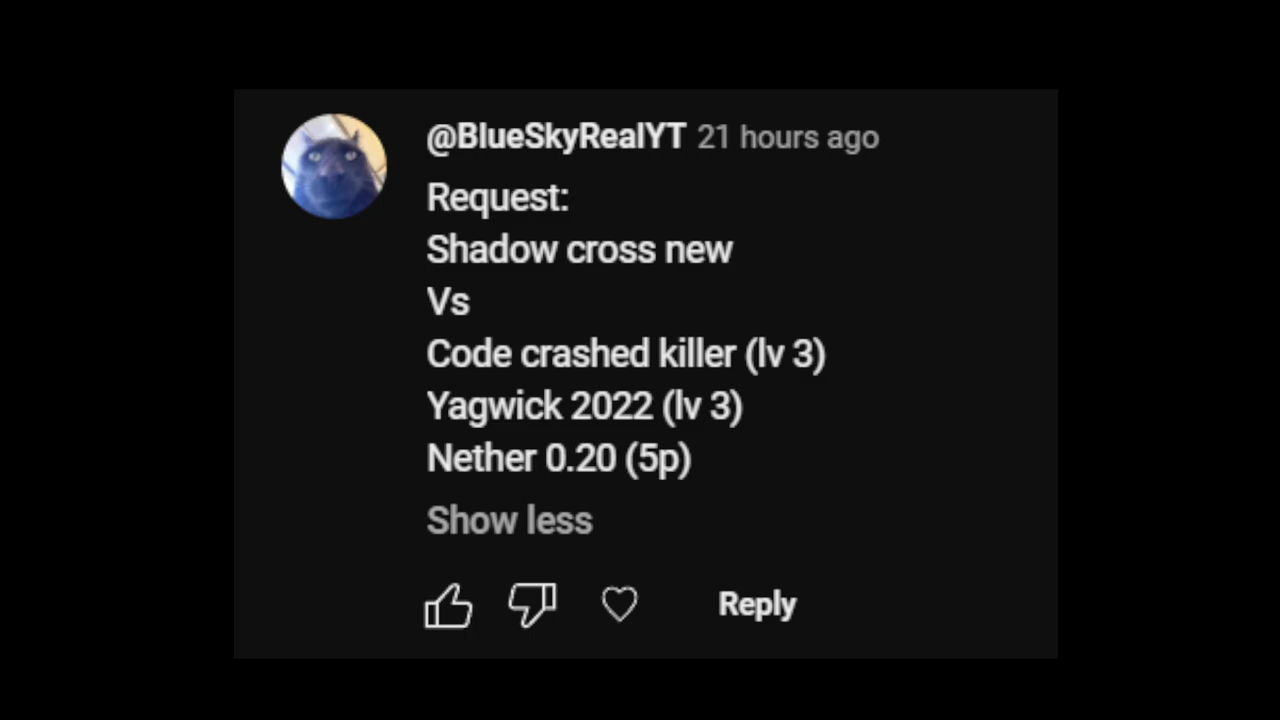 @BlueSkyRealYT 21 hours ago
Request:
Shadow cross new
Vs
Code crashed killer (lv 3)
Yagwick 2022 (lv 3)
Nether 0.20 (5p)
Show less
Reply